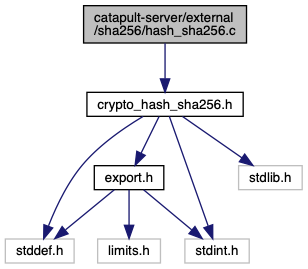 catapult-server/external
/sha256/hash_sha256.c
crypto_hash_sha256.h
export.h
stdlib.h
stddef.h
limits.h
stdint.h